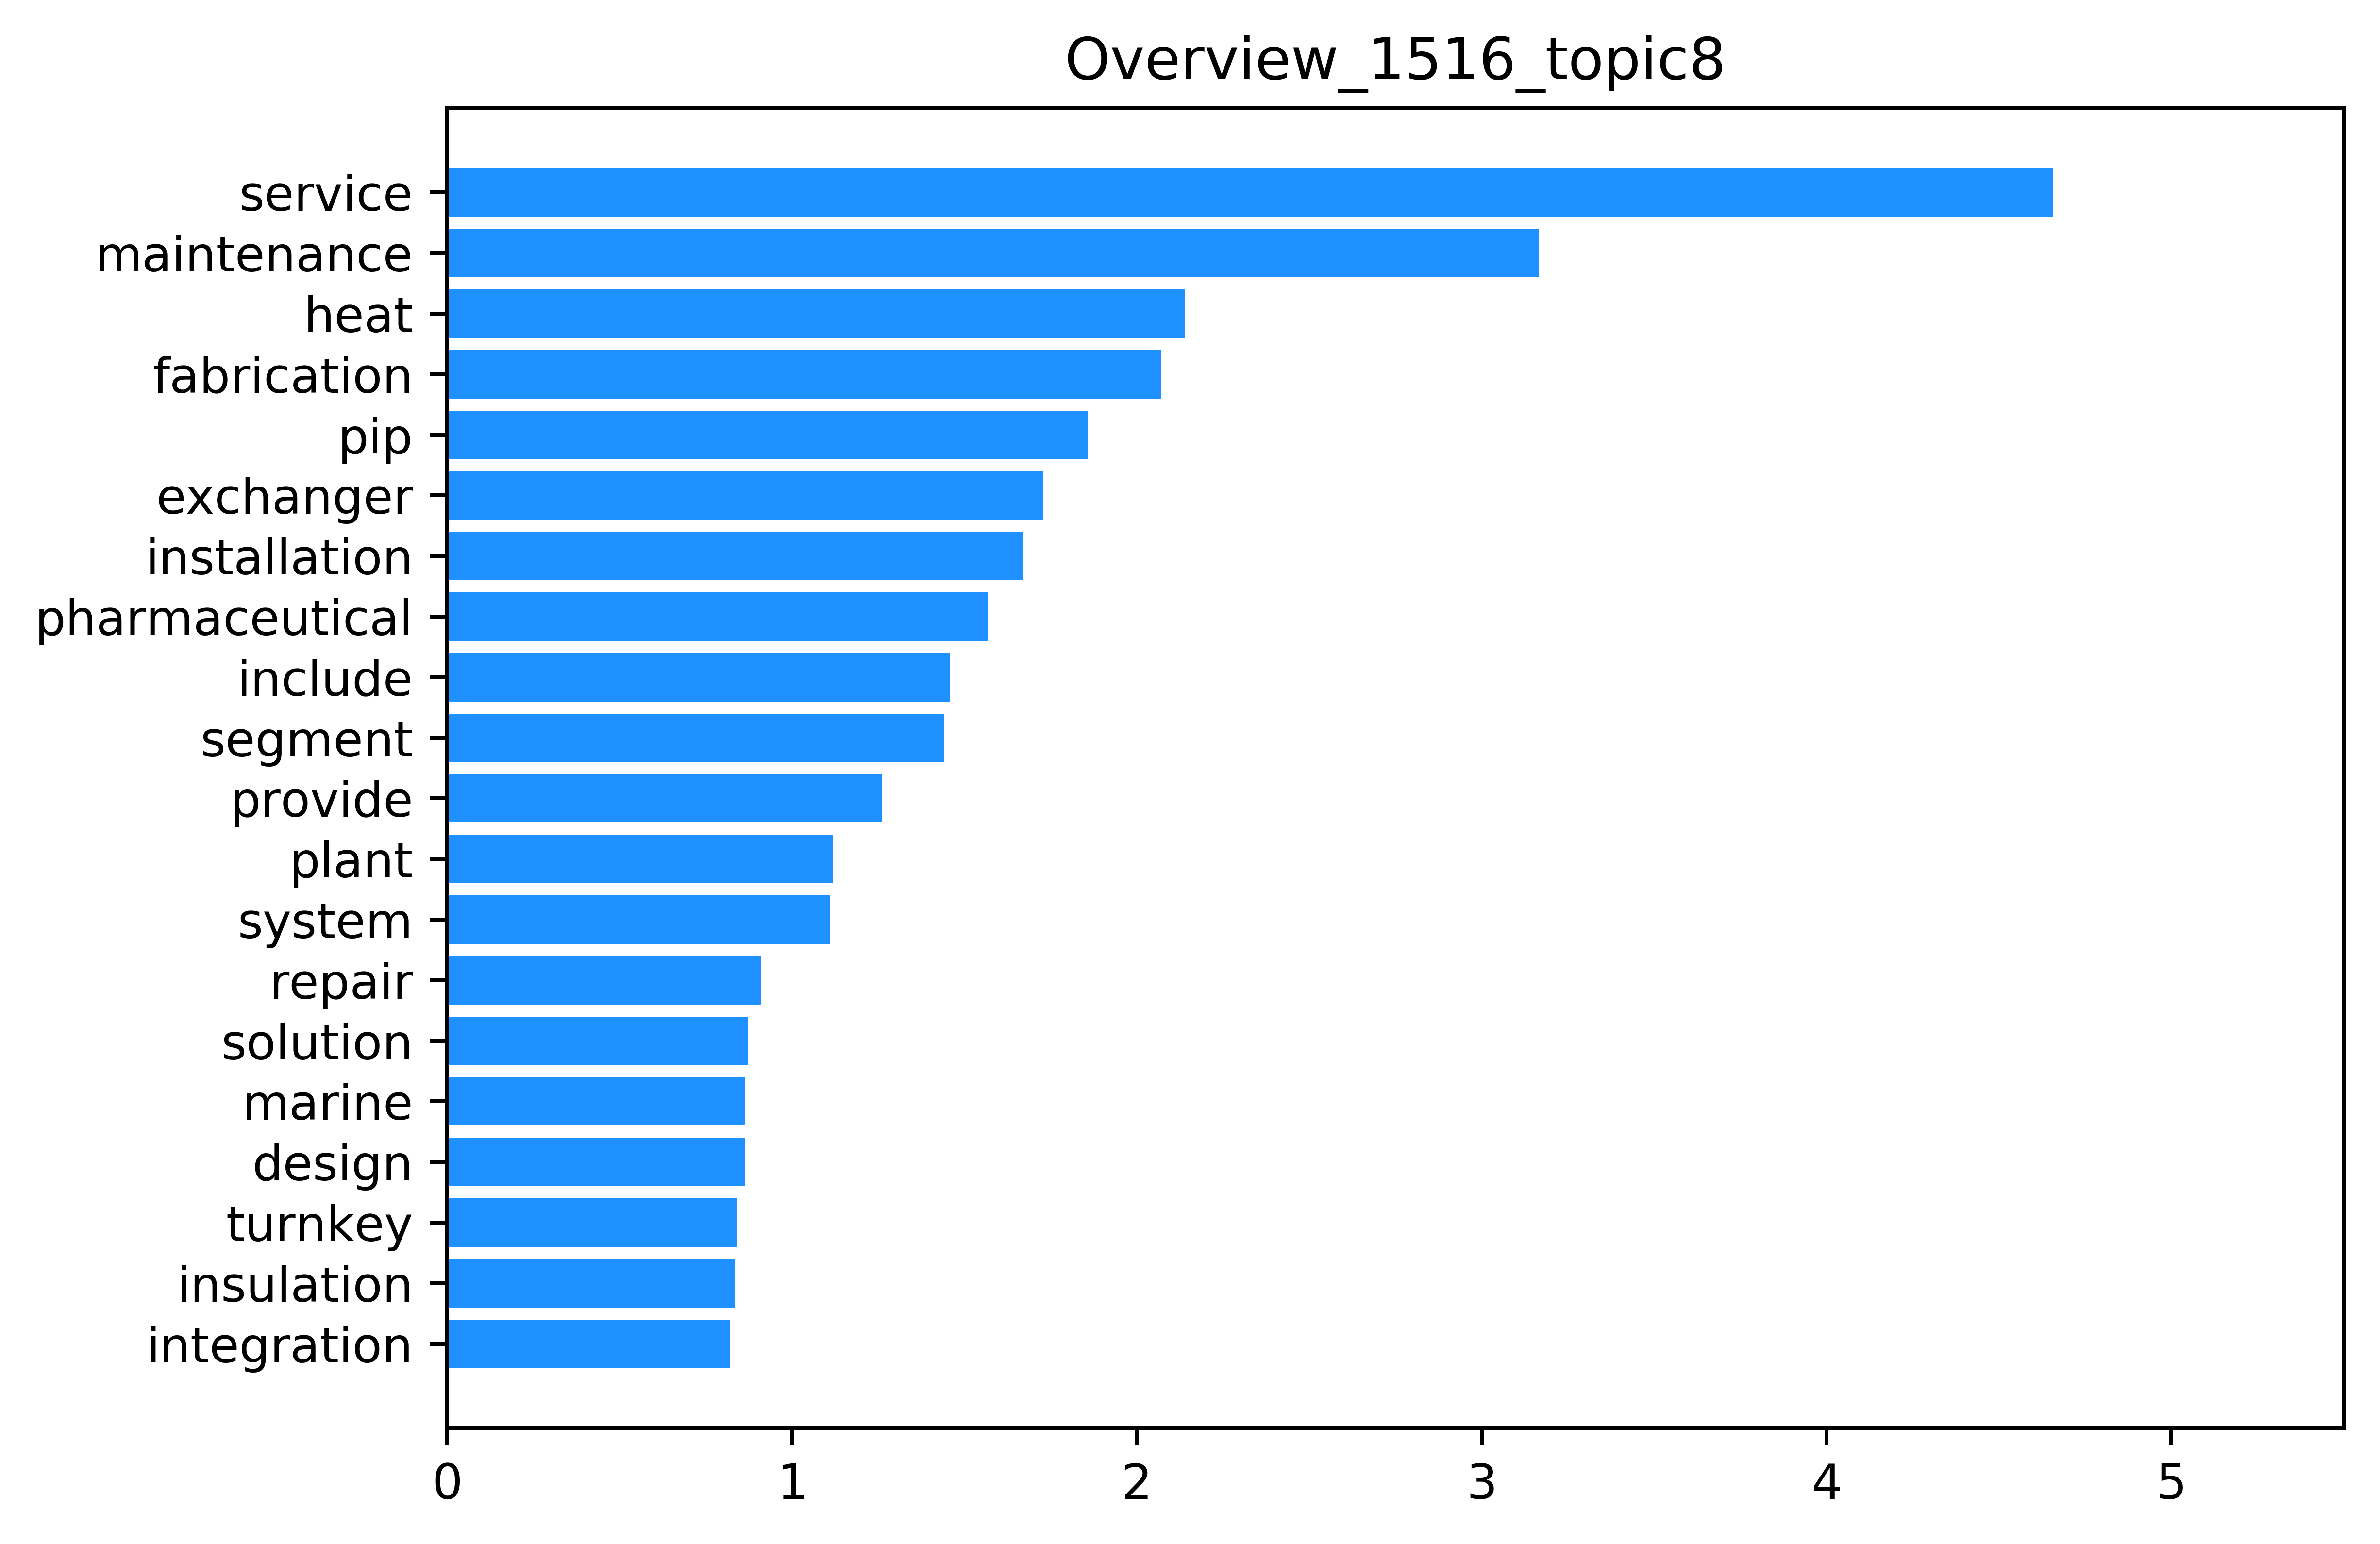 Overview_1516_topic8
service
maintenance
heat
fabrication
pip
exchanger
installation
pharmaceutical
include
segment
provide
plant
system
repair
solution
marine
design
turnkey
insulation
integration
0 1 2 3 4 5